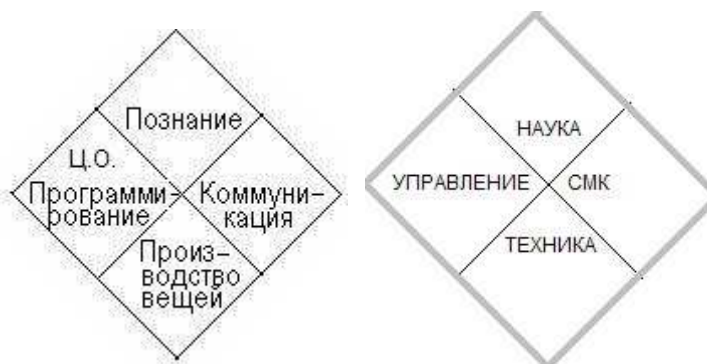 Познание
Ц.О.
Программи-
рование
Коммуни-
кация
Произ-
водство
вещей
НАУКА
УПРАВЛЕНИЕ
СМК
ТЕХНИКА